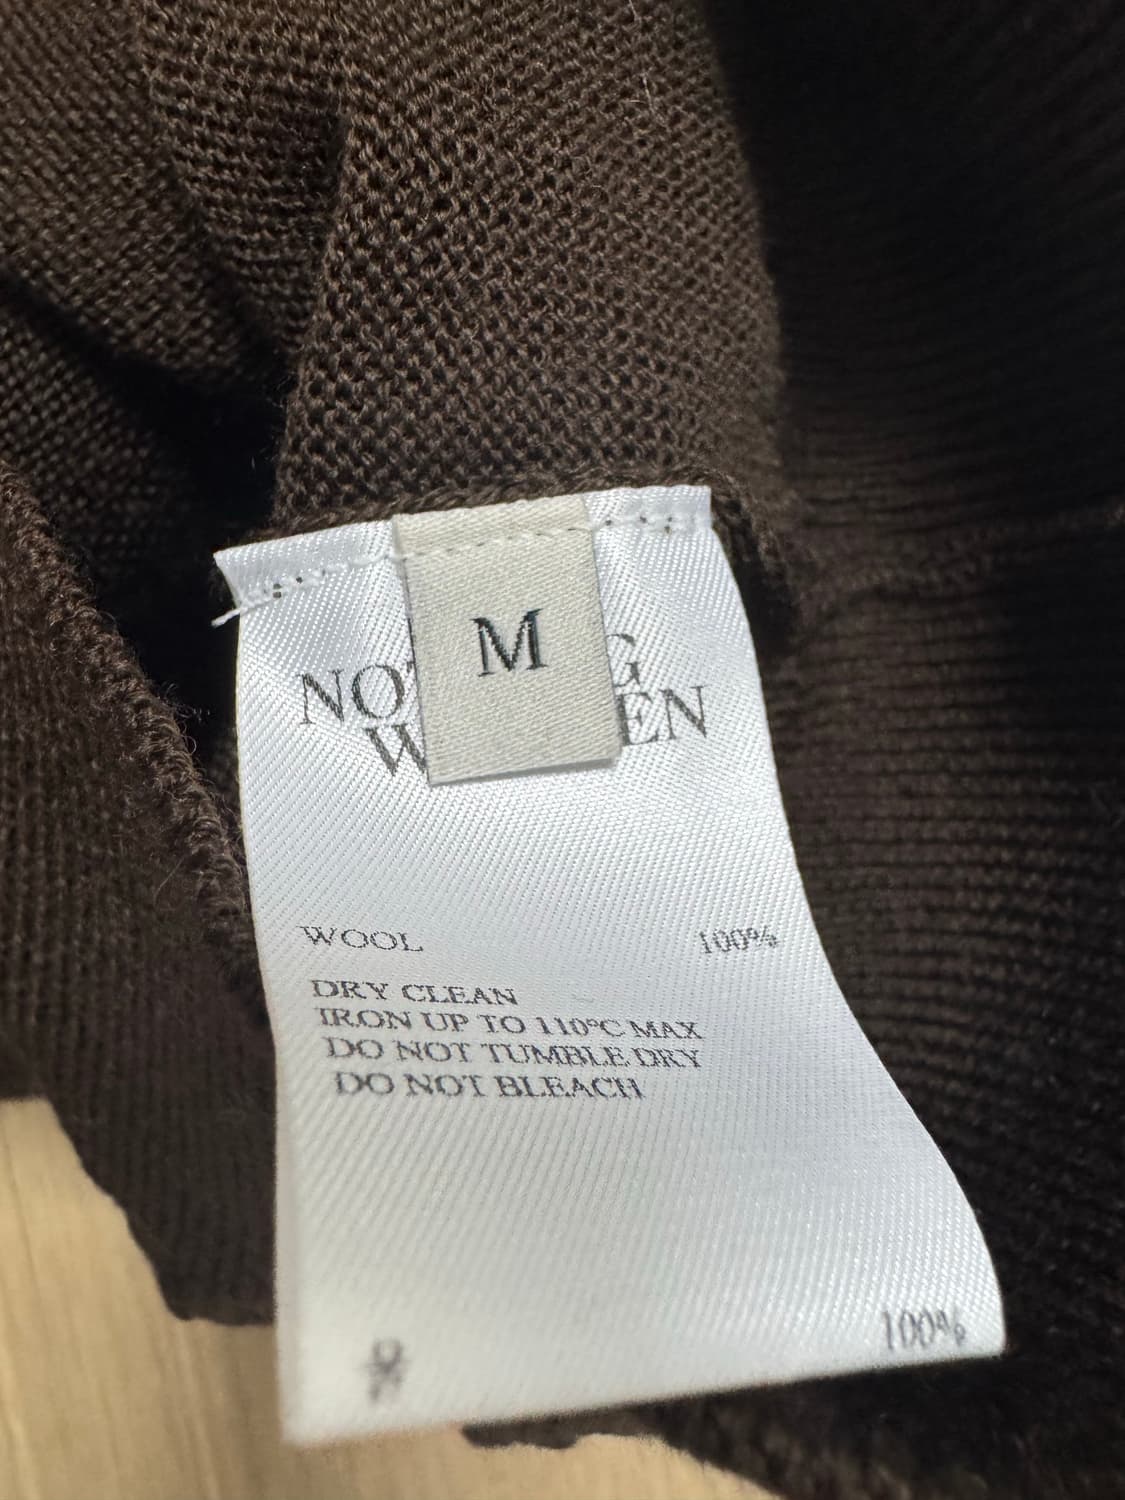 M
WOOL 100%
DRY CLEAN
IRON UP TO 110°C MAX
DO NOT TUMBLE DRY
DO NOT BLEACH
100%